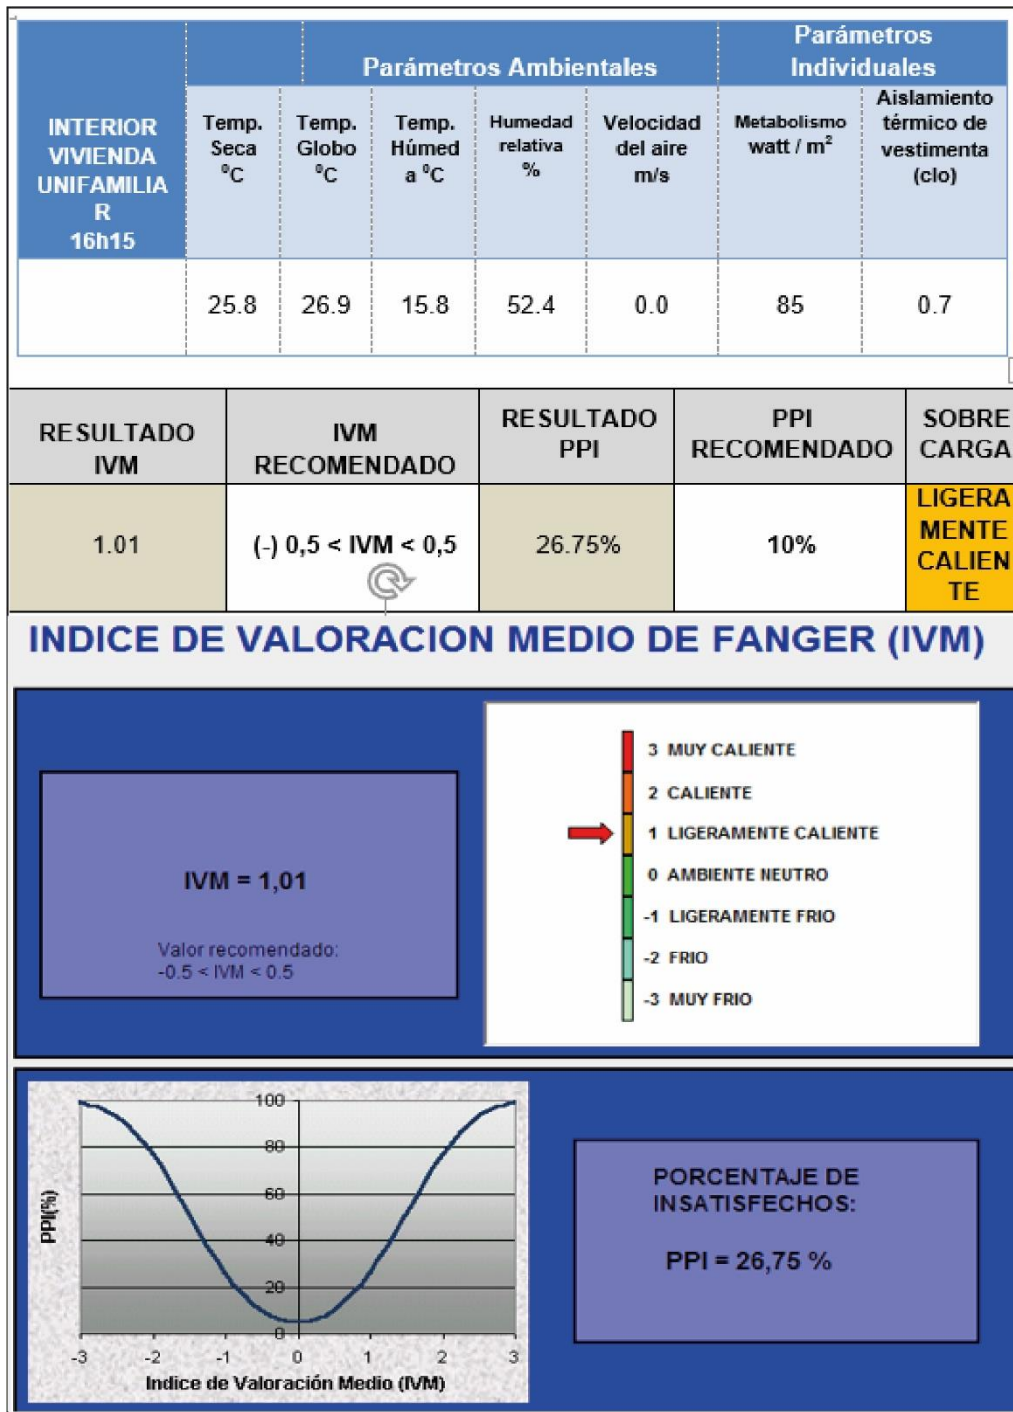 Parámetros Ambientales
Parámetros
Individuales
INTERIOR
VIVIENDA
UNIFAMILIA
R
16h15
Temp.
Seca
ºC
Temp.
Globo
ºC
Temp.
Húmed
a ºC
Humedad
relativa
%
Velocidad
del aire
m/s
Metabolismo
watt / m²
Aislamiento
térmico de
vestimenta
(clo)
25.8 26.9 15.8 52.4 0.0 85 0.7
RESULTADO
IVM
IVM
RECOMENDADO
RESULTADO
PPI
PPI
RECOMENDADO
SOBRE
CARGA
1.01
(-) 0,5 < IVM < 0,5
26.75%
10%
LIGERA
MENTE
CALIEN
TE
INDICE DE VALORACION MEDIO DE FANGER (IVM)
IVM = 1,01
Valor recomendado:
-0.5 < IVM < 0.5
3 MUY CALIENTE
2 CALIENTE
1 LIGERAMENTE CALIENTE
0 AMBIENTE NEUTRO
-1 LIGERAMENTE FRIO
-2 FRIO
-3 MUY FRIO
PPI(%)
100
80
60
40
20
0
-3 -2 -1 0 1 2 3
Indice de Valoración Medio (IVM)
PORCENTAJE DE
INSATISFECHOS:
PPI = 26,75 %